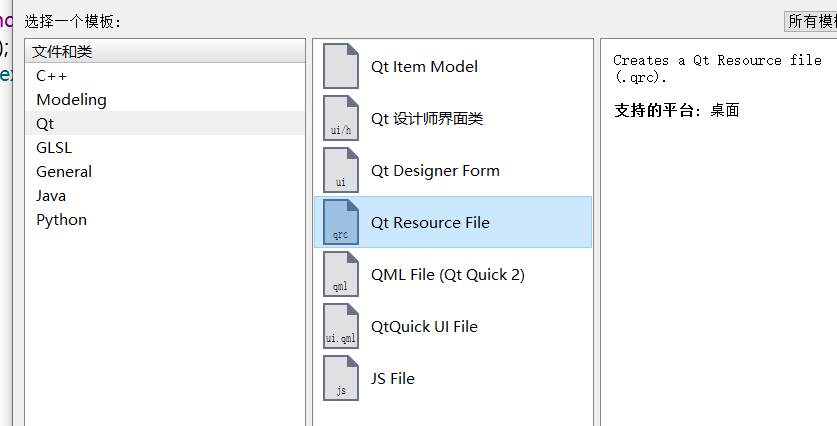 选择一个模板：
所有模
文件和类
C++
Modeling
Qt
GLSL
General
Java
Python
Qt Item Model
ui/h
Qt 设计师界面类
ui
Qt Designer Form
qrc
Qt Resource File
qml
QML File (Qt Quick 2)
ui.qml
QtQuick UI File
js
JS File
Creates a Qt Resource file
(.qrc).
支持的平台：桌面
);